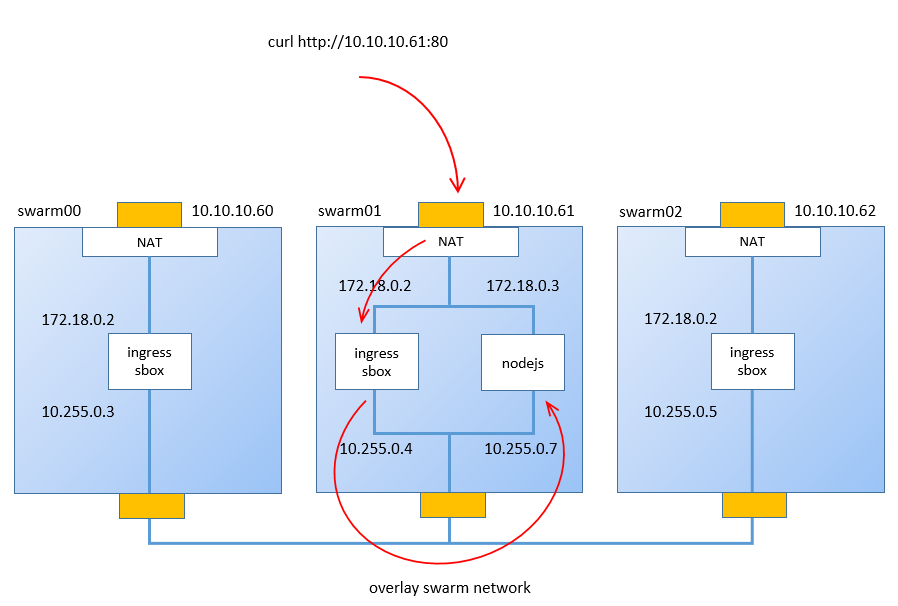 curl http://10.10.10.61:80
swarm00
10.10.10.60
NAT
172.18.0.2
ingress
sbox
10.255.0.3
swarm01
10.10.10.61
NAT
172.18.0.2
172.18.0.3
ingress
sbox
nodejs
10.255.0.4
10.255.0.7
swarm02
10.10.10.62
NAT
172.18.0.2
ingress
sbox
10.255.0.5
overlay swarm network